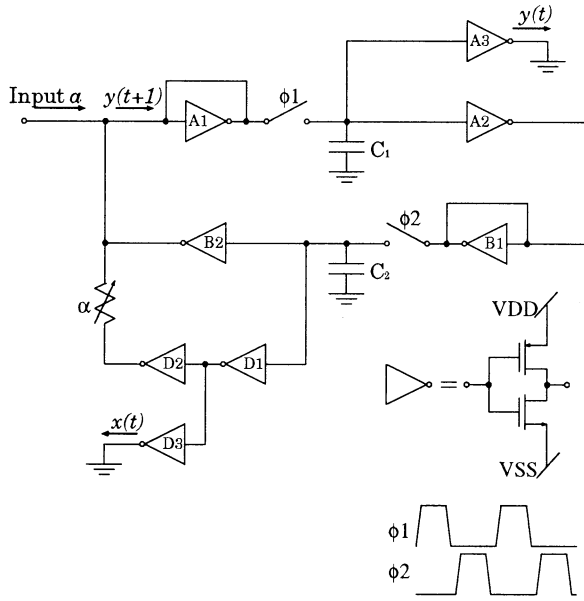 y(t)
A3
Input a y(t+1) ϕ1
A1 A2
C1
ϕ2
B2 B1
C2
α VDD
D2 D1
x(t)
D3
VSS
ϕ1
ϕ2